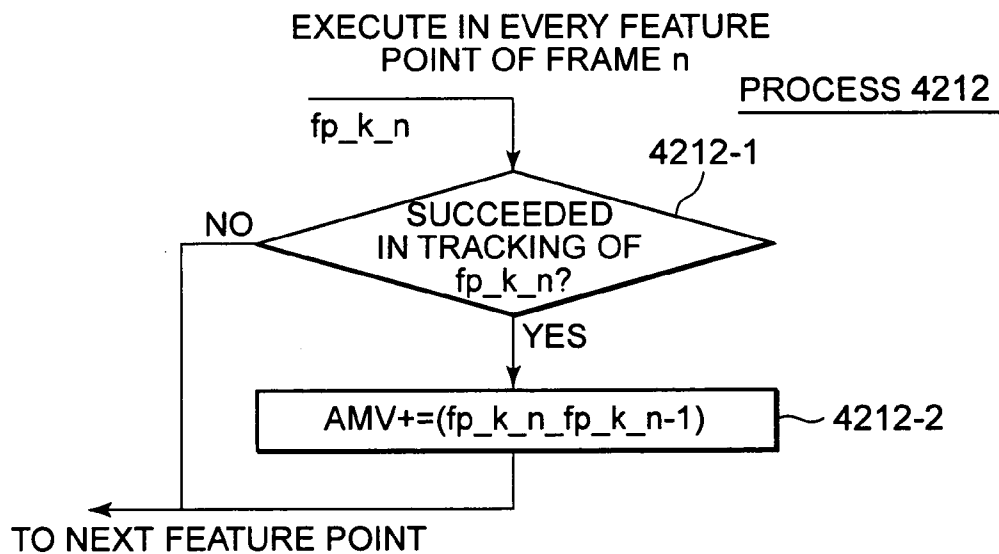 EXECUTE IN EVERY FEATURE
POINT OF FRAME n
PROCESS 4212
fp_k_n
4212-1
NO
SUCCEEDED
IN TRACKING OF
fp_k_n?
YES
AMV+=(fp_k_n_fp_k_n-1)
4212-2
TO NEXT FEATURE POINT